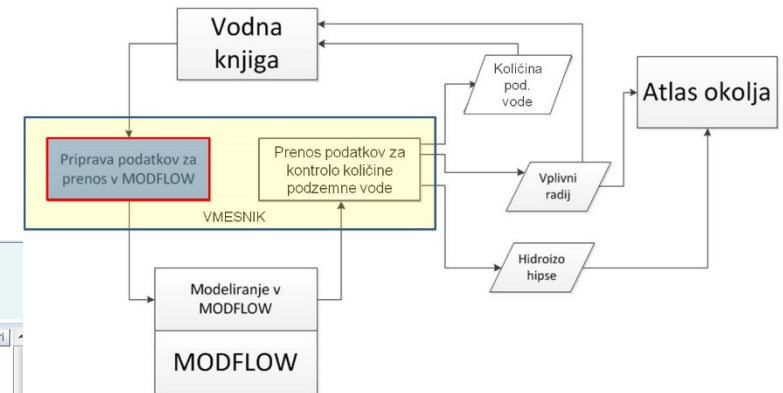 Vodna
knjiga
Količina
pod.
vode
Atlas okolja
Priprava podatkov za
prenos v MODFLOW
Prenos podatkov za
kontrolo količine
podzemne vode
Vplivni
radij
VMESNIK
Hidroizo
hipse
Modeliranje v
MODFLOW
MODFLOW